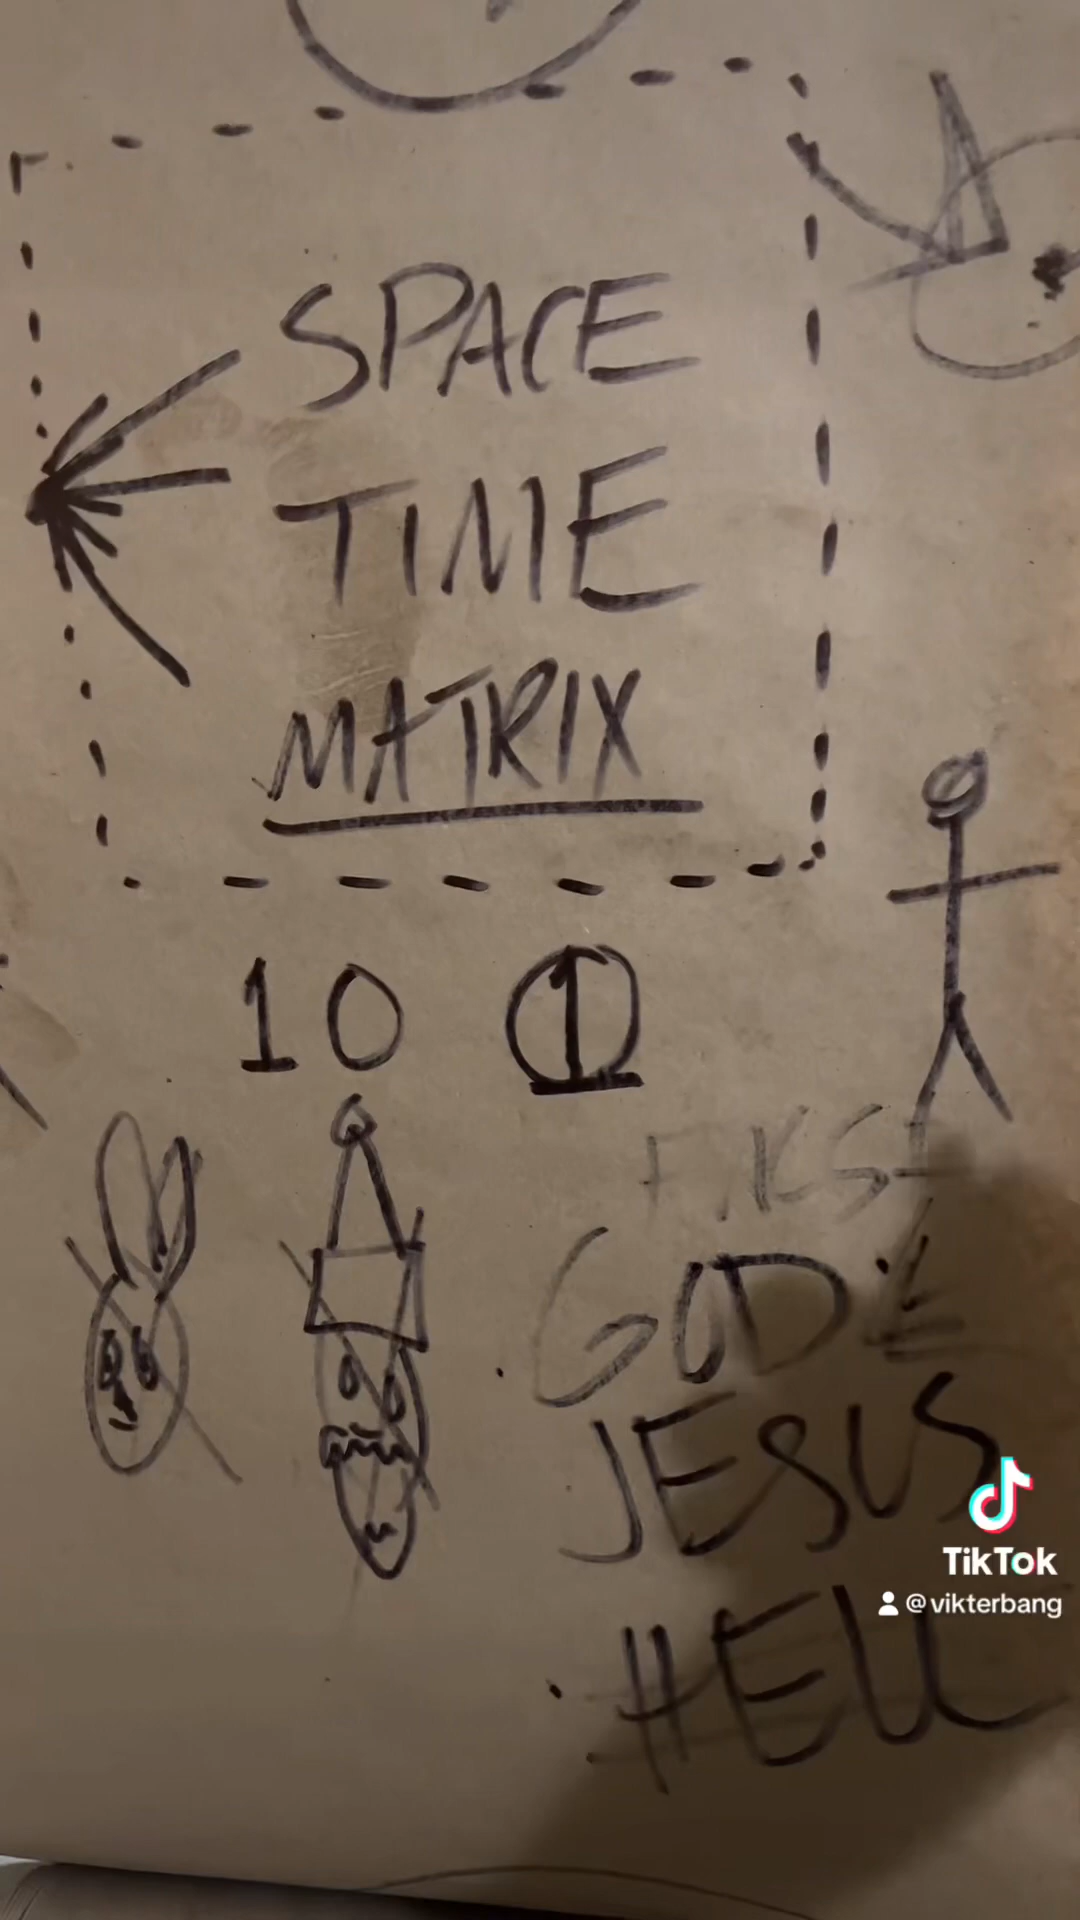 SPACE
TIME
MATRIX
10 1
GOD
JESUS
HELL
TikTok
@vikterbang